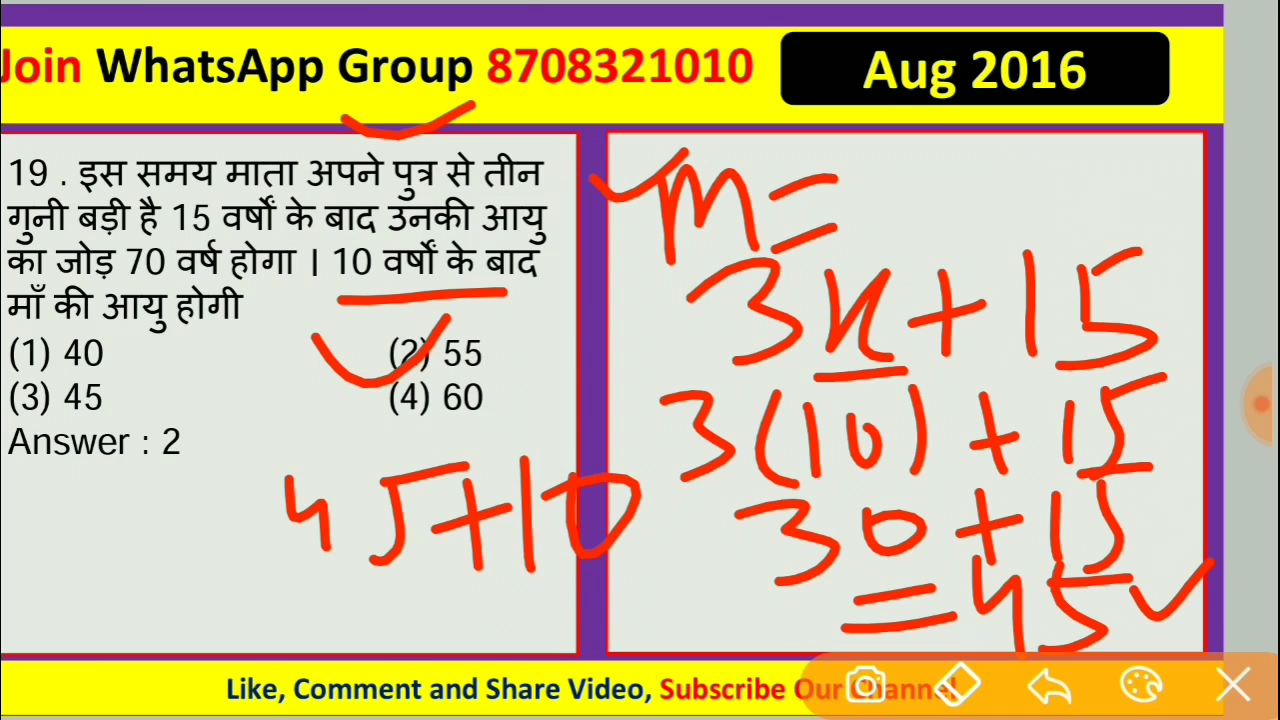 Join WhatsApp Group 8708321010
Aug 2016
19 . इस समय माता अपने पुत्र से तीन
गुनी बड़ी है 15 वर्षों के बाद उनकी आयु
का जोड़ 70 वर्ष होगा । 10 वर्षों के बाद
माँ की आयु होगी
(1) 40 (2) 55
(3) 45 (4) 60
Answer : 2
45+10
m=
3x+15
3(10)+15
30+15
=45
Like, Comment and Share Video, Subscribe Our Channel